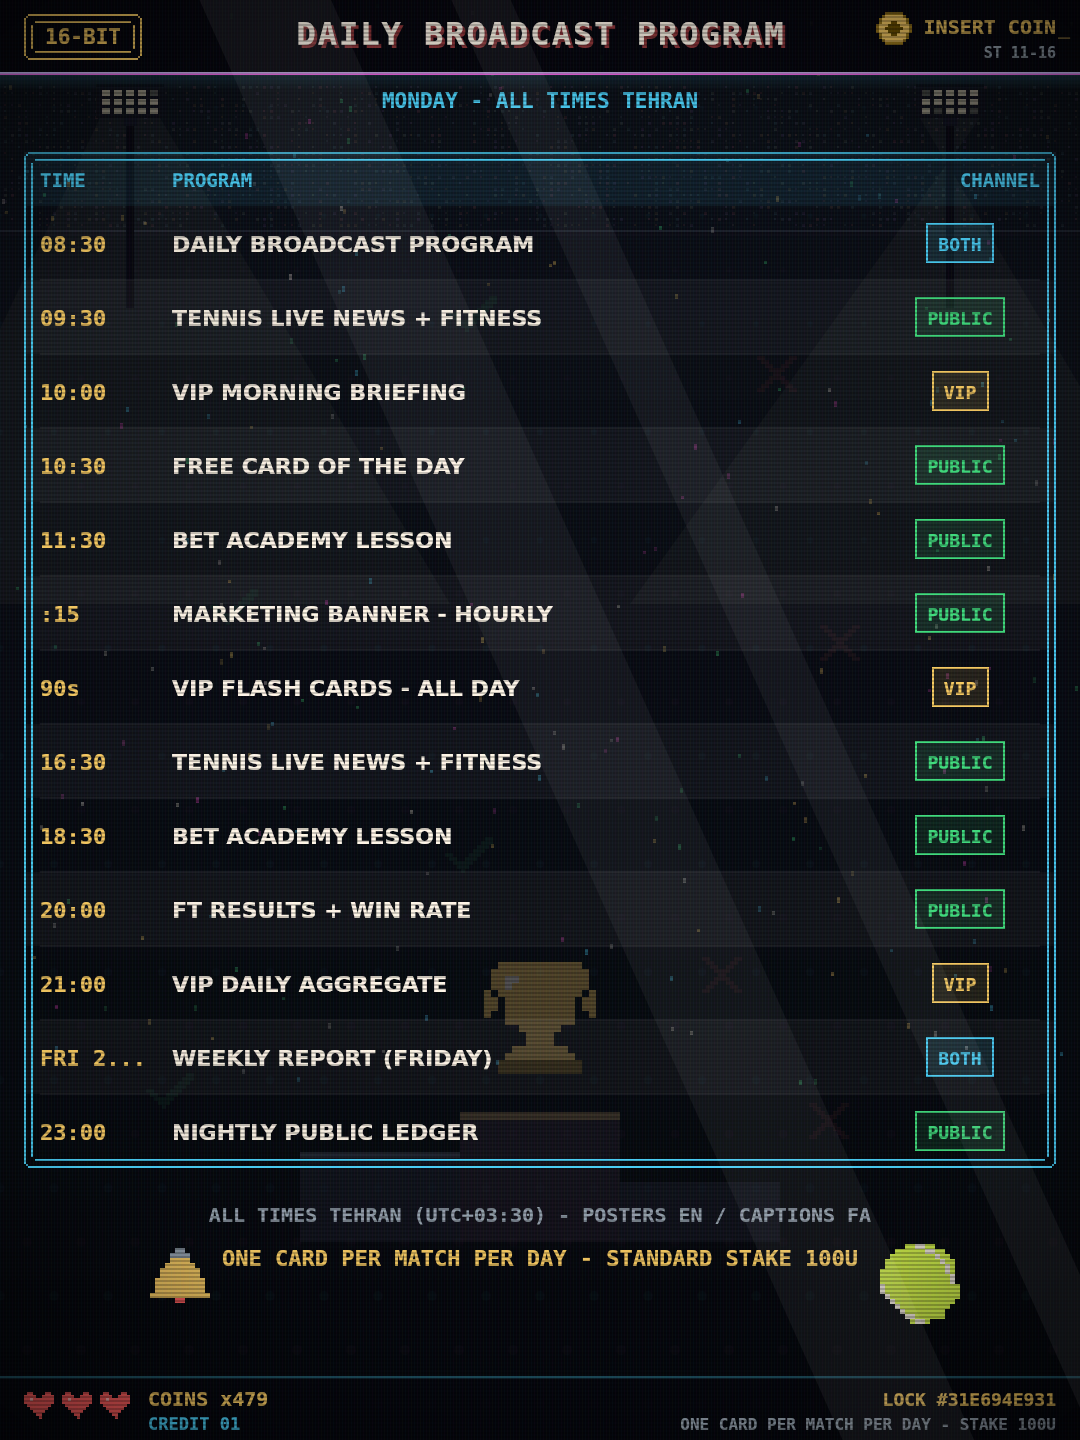 16-BIT
DAILY BROADCAST PROGRAM
INSERT COIN_
ST 11-16
MONDAY - ALL TIMES TEHRAN
TIME PROGRAM CHANNEL
08:30 DAILY BROADCAST PROGRAM BOTH
09:30 TENNIS LIVE NEWS + FITNESS PUBLIC
10:00 VIP MORNING BRIEFING VIP
10:30 FREE CARD OF THE DAY PUBLIC
11:30 BET ACADEMY LESSON PUBLIC
:15 MARKETING BANNER - HOURLY PUBLIC
90s VIP FLASH CARDS - ALL DAY VIP
16:30 TENNIS LIVE NEWS + FITNESS PUBLIC
18:30 BET ACADEMY LESSON PUBLIC
20:00 FT RESULTS + WIN RATE PUBLIC
21:00 VIP DAILY AGGREGATE VIP
FRI 2... WEEKLY REPORT (FRIDAY) BOTH
23:00 NIGHTLY PUBLIC LEDGER PUBLIC
ALL TIMES TEHRAN (UTC+03:30) - POSTERS EN / CAPTIONS FA
ONE CARD PER MATCH PER DAY - STANDARD STAKE 100U
COINS x479
CREDIT 01
LOCK #31E694E931
ONE CARD PER MATCH PER DAY - STAKE 100U